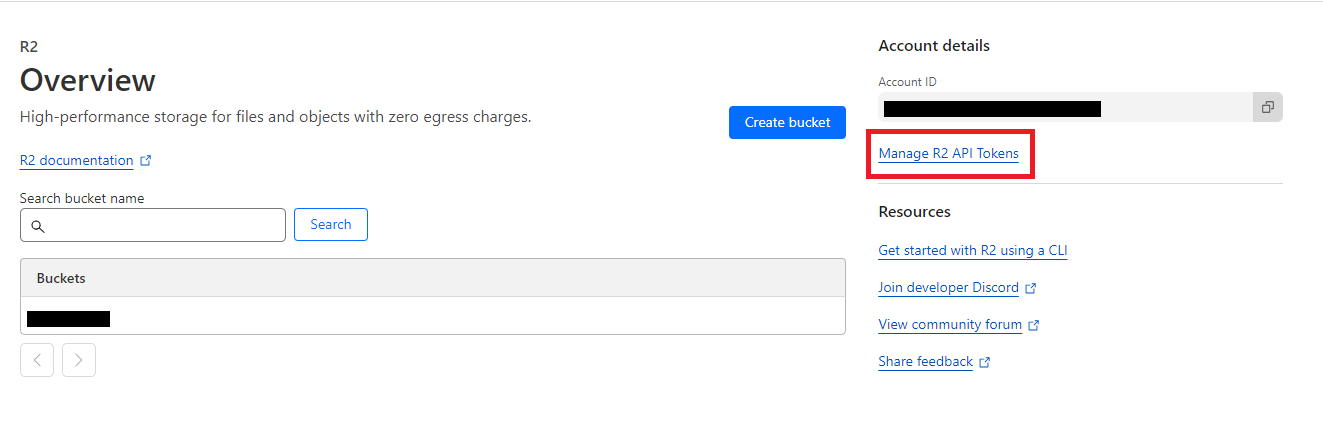 R2
Overview
High-performance storage for files and objects with zero egress charges.
Create bucket
R2 documentation
Search bucket name
Search
Buckets
Account details
Account ID
Manage R2 API Tokens
Resources
Get started with R2 using a CLI
Join developer Discord
View community forum
Share feedback